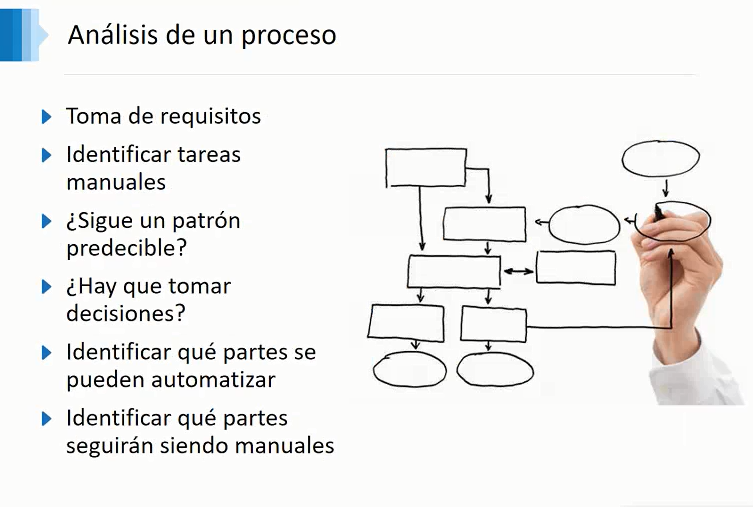 Análisis de un proceso
Toma de requisitos
Identificar tareas
manuales
¿Sigue un patrón
predecible?
¿Hay que tomar
decisiones?
Identificar qué partes se
pueden automatizar
Identificar qué partes
seguirán siendo manuales